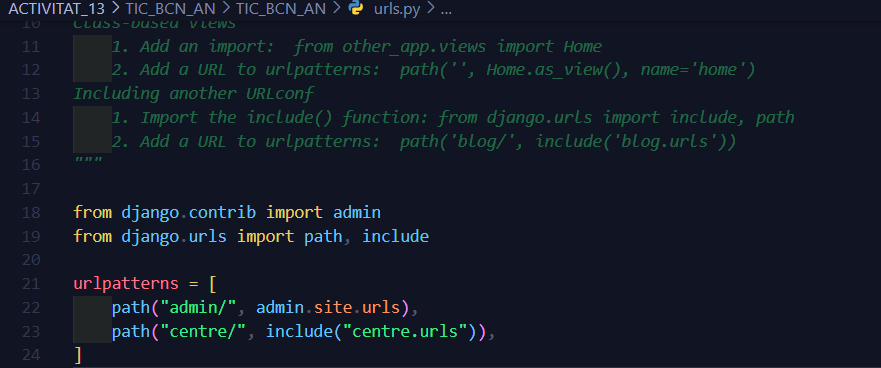 ACTIVITAT_13 > TIC_BCN_AN > TIC_BCN_AN > urls.py > ...
10 Class-based views
11     1. Add an import:  from other_app.views import Home
12     2. Add a URL to urlpatterns:  path('', Home.as_view(), name='home')
13 Including another URLconf
14     1. Import the include() function: from django.urls import include, path
15     2. Add a URL to urlpatterns:  path('blog/', include('blog.urls'))
16 """
17
18 from django.contrib import admin
19 from django.urls import path, include
20
21 urlpatterns = [
22     path("admin/", admin.site.urls),
23     path("centre/", include("centre.urls")),
24 ]